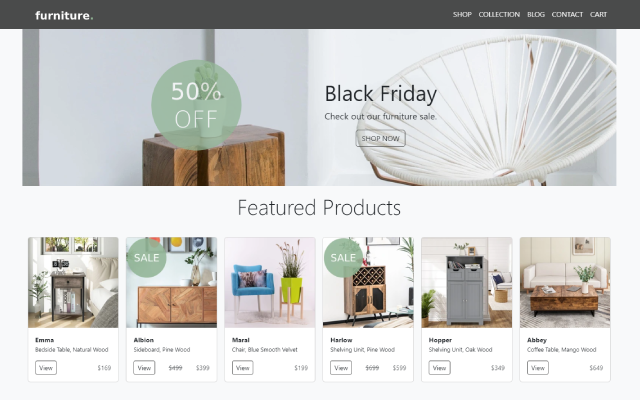 furniture.
SHOP COLLECTION BLOG CONTACT CART
50%
OFF
Black Friday
Check out our furniture sale.
SHOP NOW
Featured Products
SALE
SALE
Emma
Bedside Table, Natural Wood
View $169
Albion
Sideboard, Pine Wood
View $499 $399
Maral
Chair, Blue Smooth Velvet
View $199
Harlow
Shelving Unit, Pine Wood
View $699 $599
Hopper
Shelving Unit, Oak Wood
View $349
Abbey
Coffee Table, Mango Wood
View $649